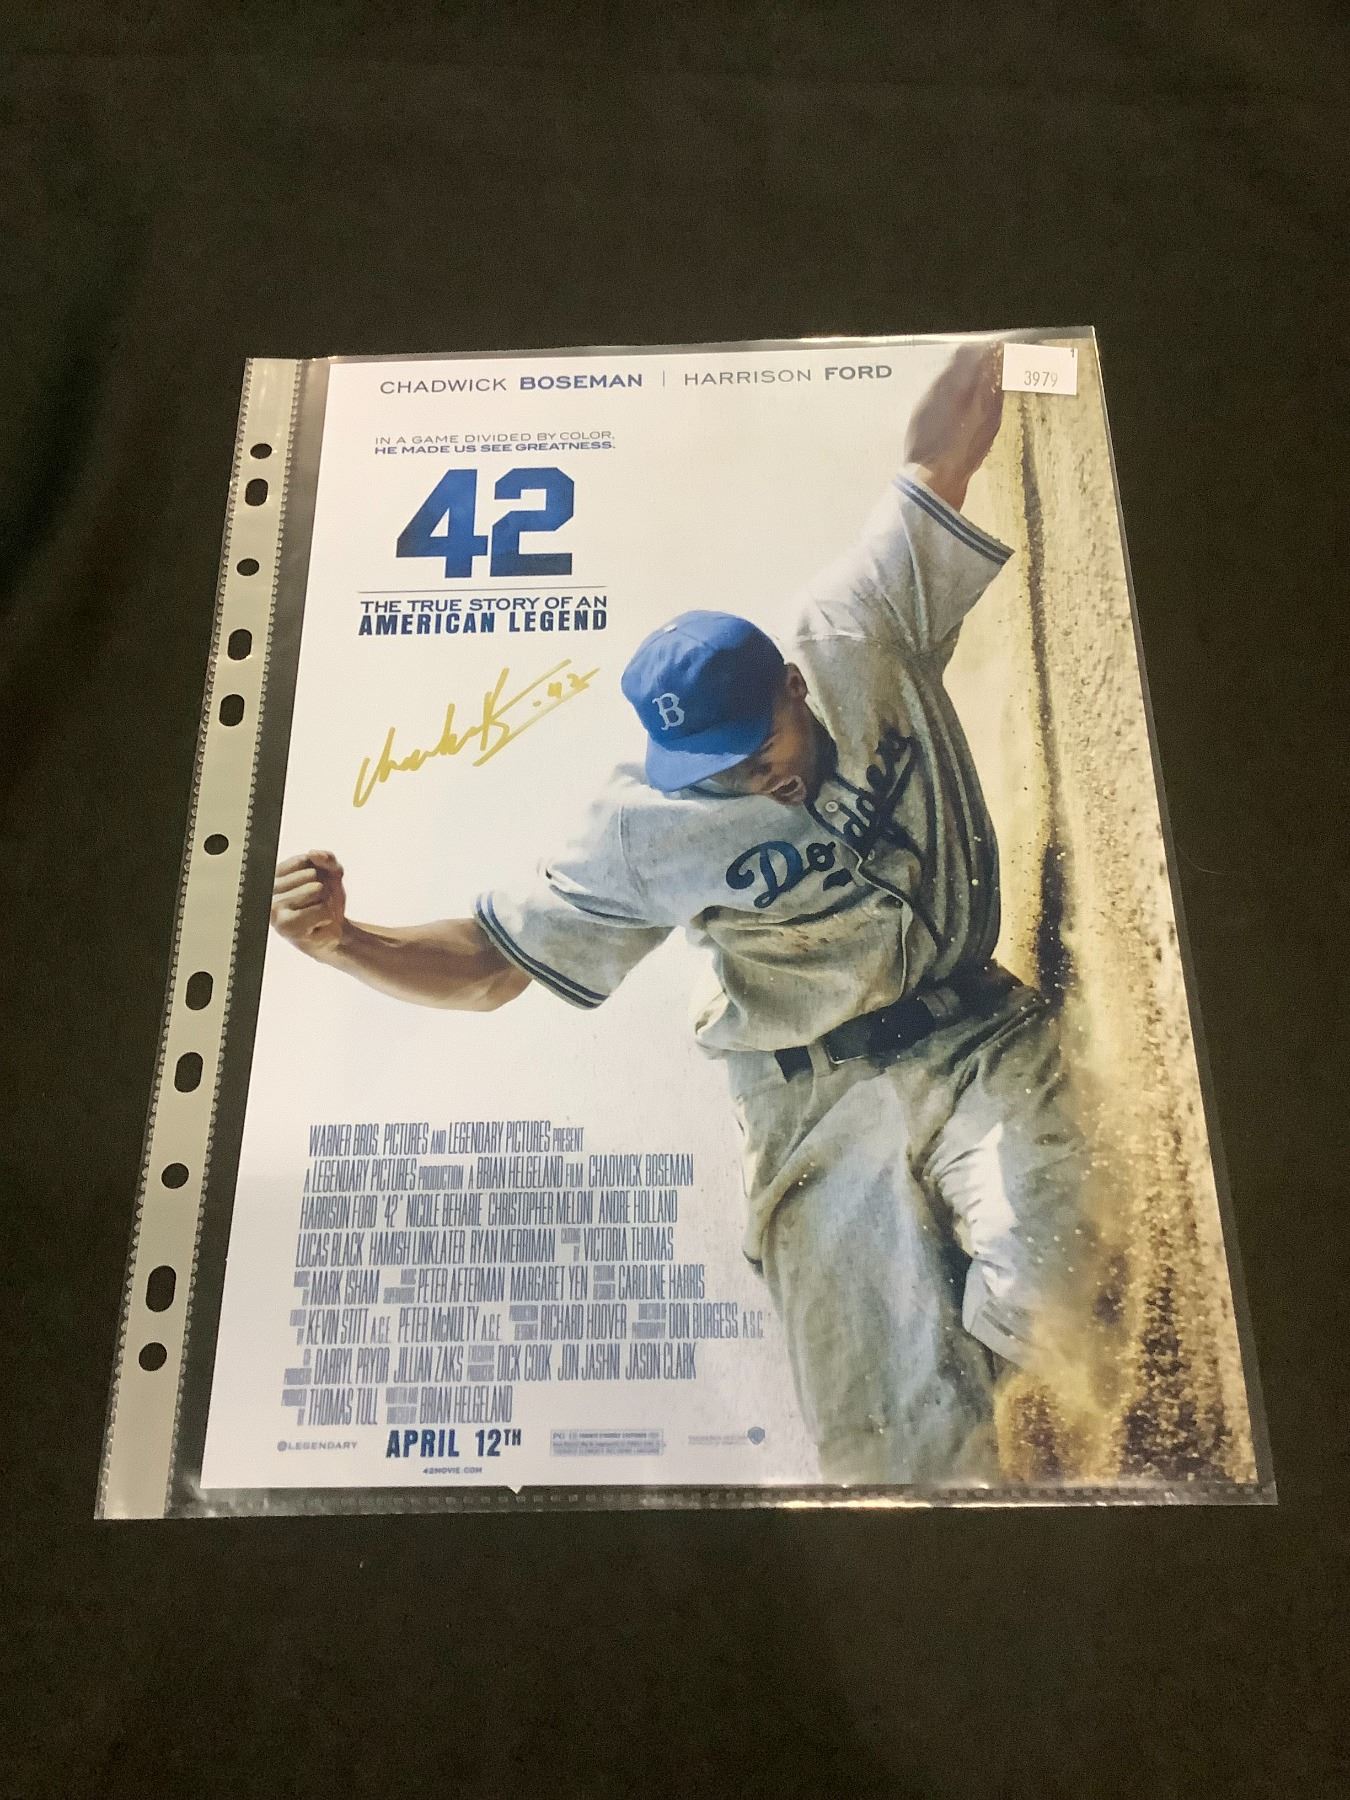 CHADWICK BOSEMAN | HARRISON FORD
3979
IN A GAME DIVIDED BY COLOR,
HE MADE US SEE GREATNESS.
42
THE TRUE STORY OF AN
AMERICAN LEGEND
B
Dodgers
WARNER BROS. PICTURES AND LEGENDARY PICTURES PRESENT
A LEGENDARY PICTURES PRODUCTION A BRIAN HELGELAND FILM CHADWICK BOSEMAN
HARRISON FORD "42" NICOLE BEHARIE CHRISTOPHER MELONI ANDRE HOLLAND
LUCAS BLACK HAMISH LINKLATER RYAN MERRIMAN CASTING BY VICTORIA THOMAS
MARK ISHAM PETER AFTERMAN MARGARET YEN CAROLINE HARRIS
KEVIN STITT A.C.E. PETER McNULTY A.C.E. RICHARD HOOVER DON BURGESS A.S.C.
DARRYL PRYOR JILLIAN ZAKS DICK COOK JON JASHNI JASON CLARK
THOMAS TULL BRIAN HELGELAND
LEGENDARY APRIL 12TH
42MOVIE.COM